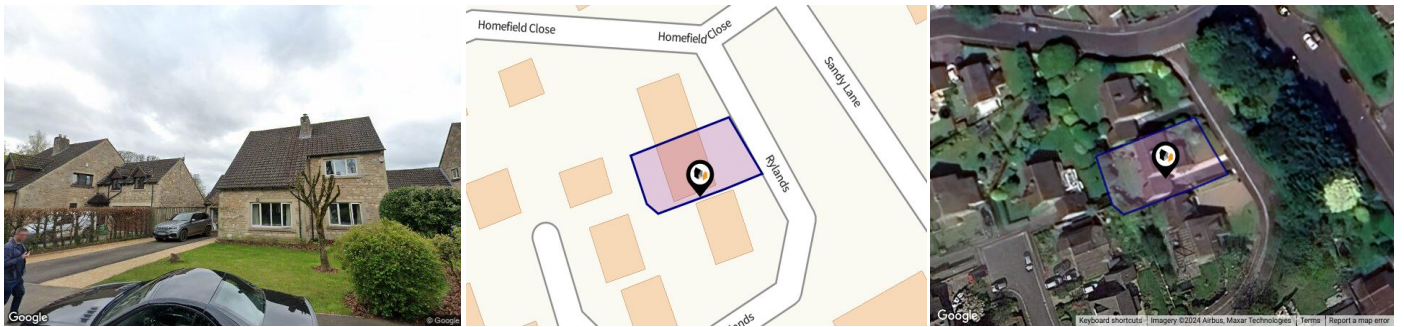 Google
© Google
Homefield Close
Homefield Close
Sandy Lane
Rylands
lands
Google
Keyboard shortcuts
Imagery ©2024 Airbus, Maxar Technologies
Terms
Report a map error